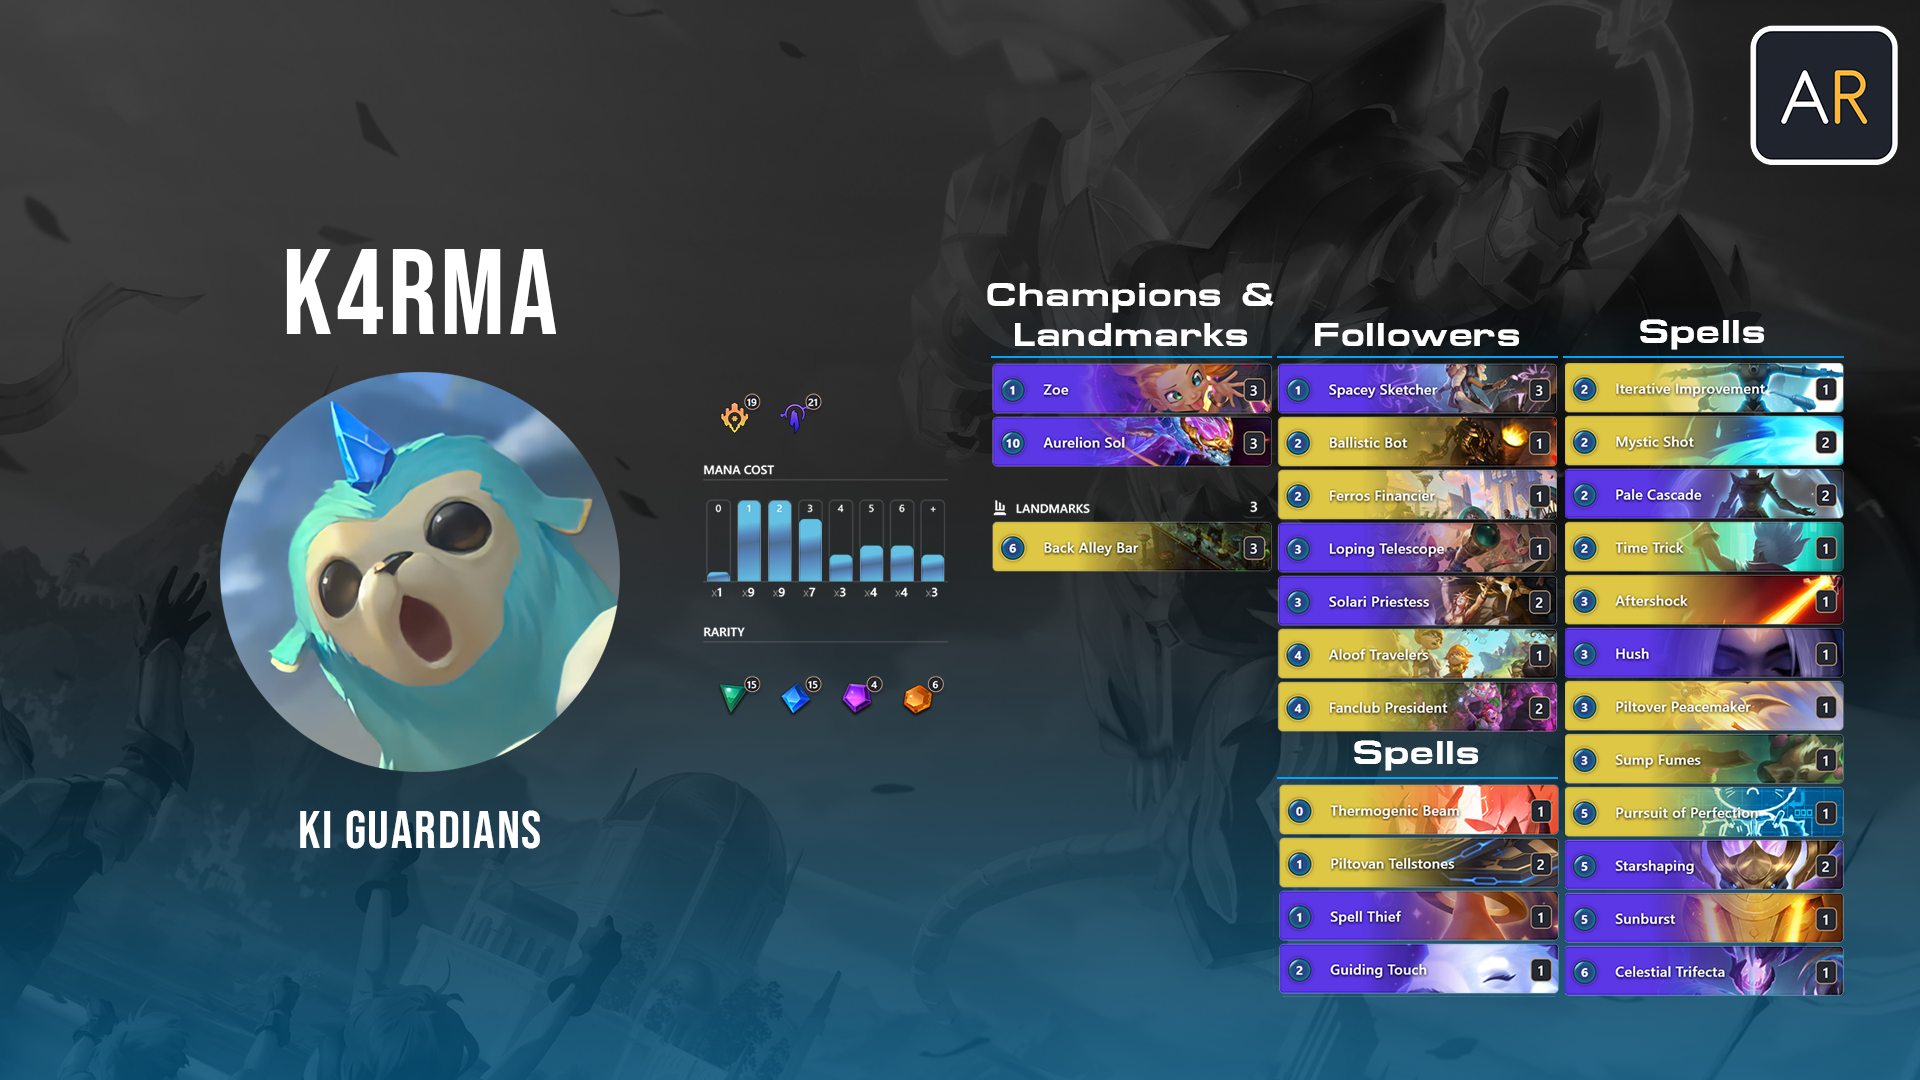 AR
K4RMA
KI GUARDIANS
19 21
MANA COST
0 1 2 3 4 5 6 +
x1 x9 x9 x7 x3 x4 x4 x3
RARITY
15 15 4 6
Champions &
Landmarks
1 Zoe 3
10 Aurelion Sol 3
LANDMARKS 3
6 Back Alley Bar 3
Followers
1 Spacey Sketcher 3
2 Ballistic Bot 1
2 Ferros Financier 1
3 Loping Telescope 1
3 Solari Priestess 2
4 Aloof Travelers 1
4 Fanclub President 2
Spells
0 Thermogenic Beam 1
1 Piltovan Tellstones 2
1 Spell Thief 1
2 Guiding Touch 1
Spells
2 Iterative Improvement 1
2 Mystic Shot 2
2 Pale Cascade 2
2 Time Trick 1
3 Aftershock 1
3 Hush 1
3 Piltover Peacemaker 1
3 Sump Fumes 1
5 Purrsuit of Perfection 1
5 Starshaping 2
5 Sunburst 1
6 Celestial Trifecta 1